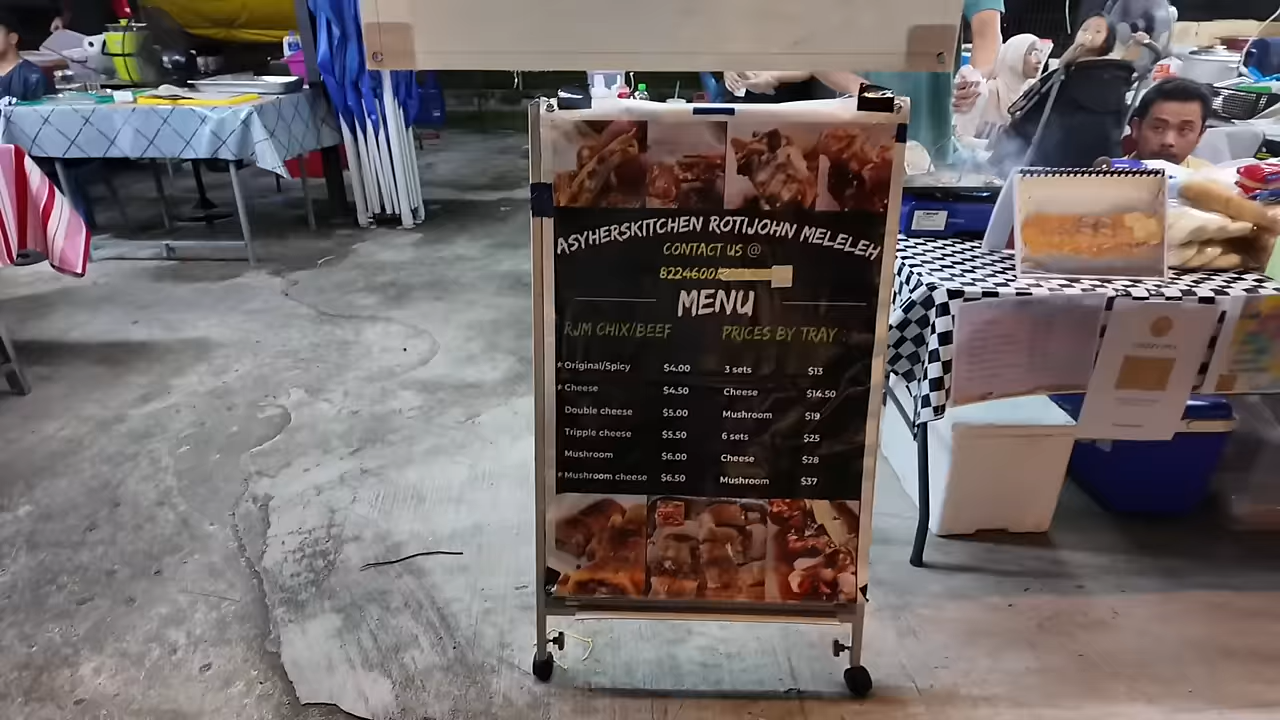 ASYHERSKITCHEN ROTIJOHN MELELEH
CONTACT US @
8224600
MENU
RJM CHIX/BEEF PRICES BY TRAY :
*Original/Spicy $4.00 3 sets $13
*Cheese $4.50 Cheese $14.50
Double cheese $5.00 Mushroom $19
Tripple cheese $5.50 6 sets $25
Mushroom $6.00 Cheese $28
*Mushroom cheese $6.50 Mushroom $37